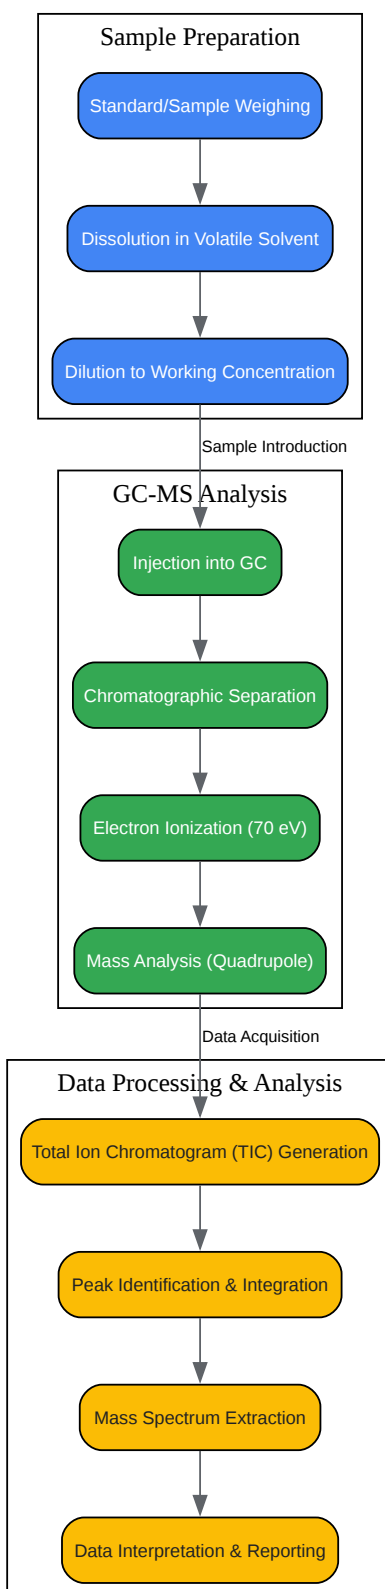 Sample Preparation
Standard/Sample Weighing
Dissolution in Volatile Solvent
Dilution to Working Concentration
Sample Introduction
GC-MS Analysis
Injection into GC
Chromatographic Separation
Electron Ionization (70 eV)
Mass Analysis (Quadrupole)
Data Acquisition
Data Processing & Analysis
Total Ion Chromatogram (TIC) Generation
Peak Identification & Integration
Mass Spectrum Extraction
Data Interpretation & Reporting